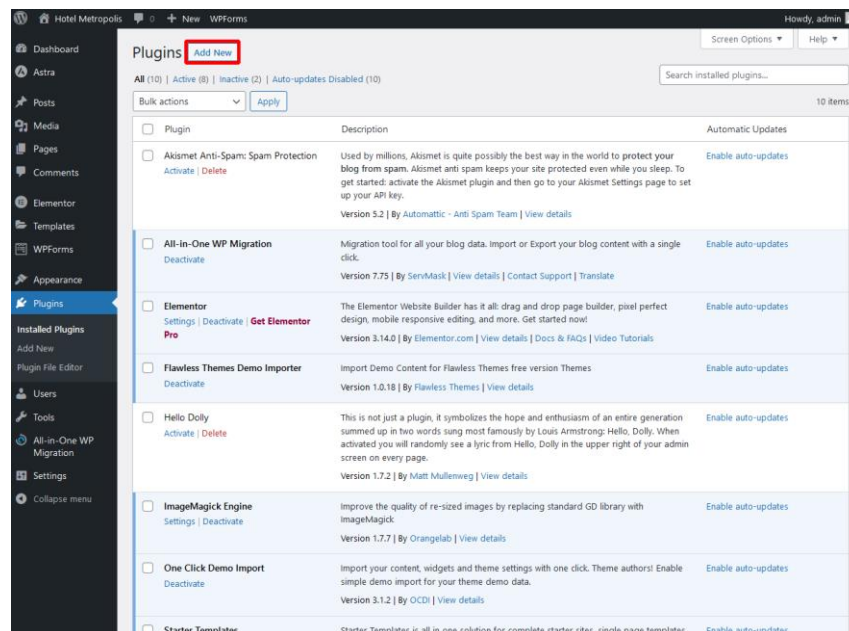 Hotel Metropolis 0 + New WPForms Howdy, admin
Dashboard
Astra
Posts
Media
Pages
Comments
Elementor
Templates
WPForms
Appearance
Plugins
Installed Plugins
Add New
Plugin File Editor
Users
Tools
All-in-One WP
Migration
Settings
Collapse menu
Screen Options ▼ Help ▼
Plugins Add New
All (10) | Active (8) | Inactive (2) | Auto-updates Disabled (10)
Search installed plugins...
Bulk actions Apply
10 items
Plugin Description Automatic Updates
Akismet Anti-Spam: Spam Protection
Activate | Delete
Used by millions, Akismet is quite possibly the best way in the world to protect your
blog from spam. Akismet anti spam keeps your site protected even while you sleep. To
get started: activate the Akismet plugin and then go to your Akismet Settings page to set
up your API key.
Version 5.2 | By Automattic - Anti Spam Team | View details
Enable auto-updates
All-in-One WP Migration
Deactivate
Migration tool for all your blog data. Import or Export your blog content with a single
click.
Version 7.75 | By ServMask | View details | Contact Support | Translate
Enable auto-updates
Elementor
Settings | Deactivate | Get Elementor
Pro
The Elementor Website Builder has it all: drag and drop page builder, pixel perfect
design, mobile responsive editing, and more. Get started now!
Version 3.14.0 | By Elementor.com | View details | Docs & FAQs | Video Tutorials
Enable auto-updates
Flawless Themes Demo Importer
Deactivate
Import Demo Content for Flawless Themes free version Themes
Version 1.0.18 | By Flawless Themes | View details
Enable auto-updates
Hello Dolly
Activate | Delete
This is not just a plugin, it symbolizes the hope and enthusiasm of an entire generation
summed up in two words sung most famously by Louis Armstrong: Hello, Dolly. When
activated you will randomly see a lyric from Hello, Dolly in the upper right of your admin
screen on every page.
Version 1.7.2 | By Matt Mullenweg | View details
Enable auto-updates
ImageMagick Engine
Settings | Deactivate
Improve the quality of re-sized images by replacing standard GD library with
ImageMagick
Version 1.7.7 | By Orangelab | View details
Enable auto-updates
One Click Demo Import
Deactivate
Import your content, widgets and theme settings with one click. Theme authors! Enable
simple demo import for your theme demo data.
Version 3.1.2 | By OCDI | View details
Enable auto-updates
Starter Templates
Starter Templates is all in one solution for complete starter sites, single page templates,
Enable auto-updates